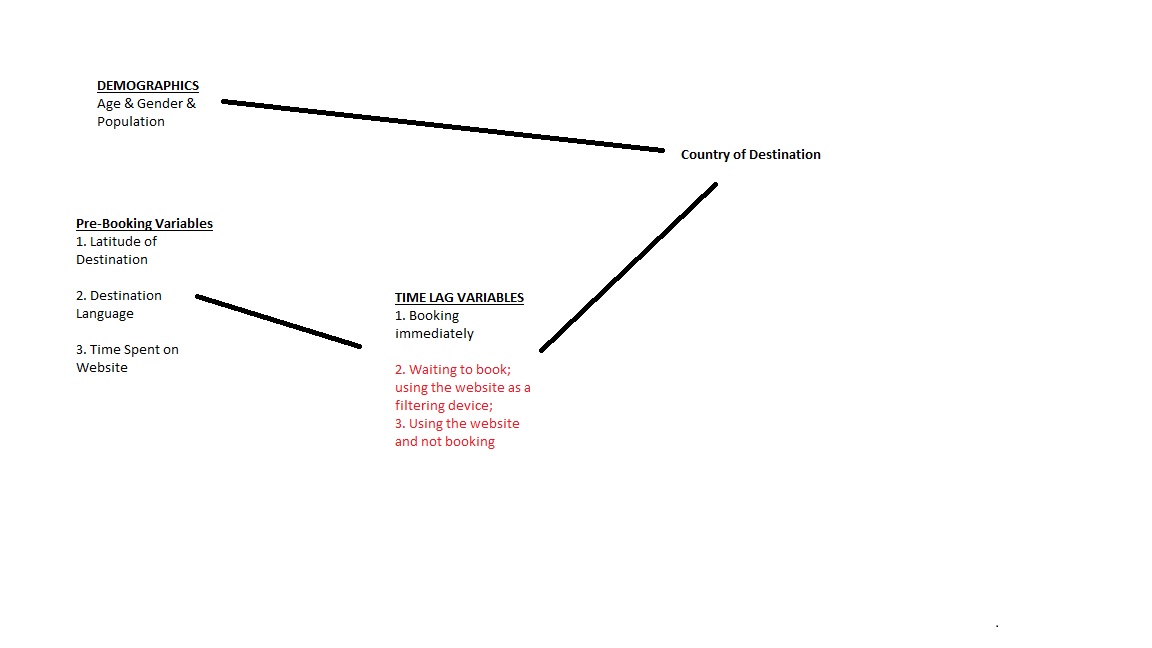 DEMOGRAPHICS
Age & Gender &
Population
Country of Destination
Pre-Booking Variables
1. Latitude of
Destination
2. Destination
Language
3. Time Spent on
Website
TIME LAG VARIABLES
1. Booking
immediately
2. Waiting to book;
using the website as a
filtering device;
3. Using the website
and not booking
.